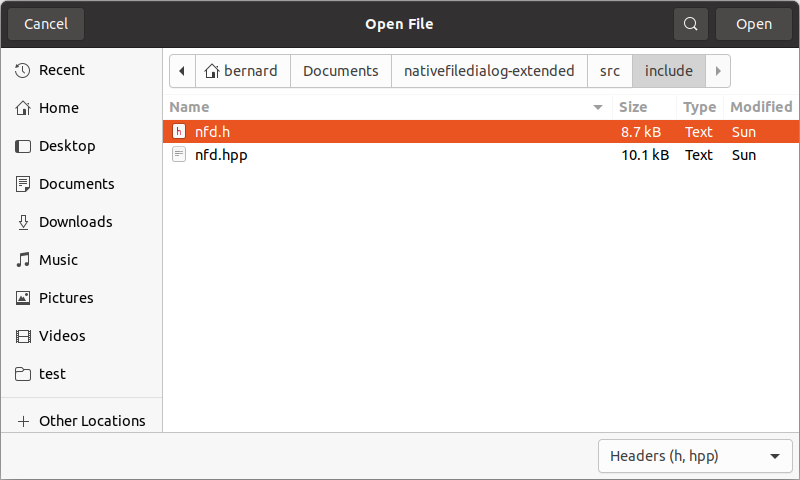 Cancel Open File Open
Recent
Home
Desktop
Documents
Downloads
Music
Pictures
Videos
test
Other Locations
bernard Documents nativefiledialog-extended src include
Name Size Type Modified
h nfd.h 8.7 kB Text Sun
nfd.hpp 10.1 kB Text Sun
Headers (h, hpp)